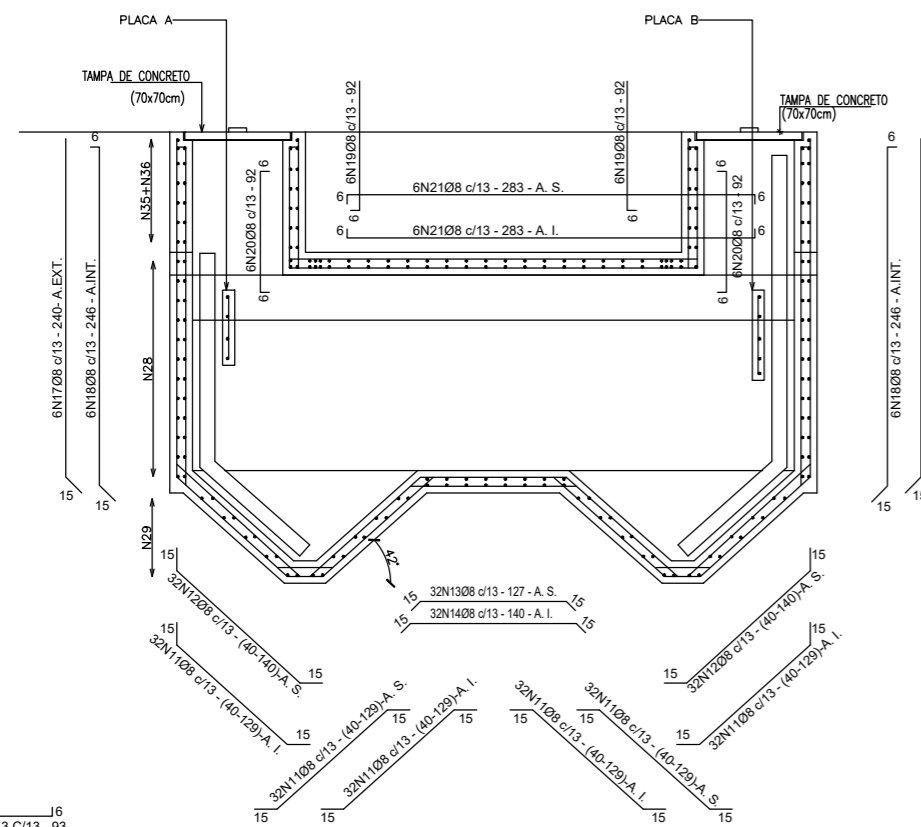 PLACA A
PLACA B
TAMPA DE CONCRETO
(70x70cm)
TAMPA DE CONCRETO
(70x70cm)
6N19Ø8 c/13 - 92
6
6N19Ø8 c/13 - 92
6
6N17Ø8 c/13 - 240- A.EXT.
15
6
6N18Ø8 c/13 - 246 - A.INT.
15
N35+N36
N28
N29
6
6N20Ø8 c/13 - 92
6
6
6N21Ø8 c/13 - 283 - A. S.
6
6
6N21Ø8 c/13 - 283 - A. I.
6
6
6N20Ø8 c/13 - 92
6
6
6N18Ø8 c/13 - 246 - A.INT.
15
42°
15
32N13Ø8 c/13 - 127 - A. S.
15
15
32N14Ø8 c/13 - 140 - A. I.
15
15
32N12Ø8 c/13 - (40-140)-A. S.
15
15
32N11Ø8 c/13 - (40-129)-A. I.
15
15
32N11Ø8 c/13 - (40-129)-A. S.
15
15
32N11Ø8 c/13 - (40-129)-A. I.
15
15
32N11Ø8 c/13 - (40-129)-A. I.
15
15
32N11Ø8 c/13 - (40-129)-A. S.
15
15
32N12Ø8 c/13 - (40-140)-A. S.
15
15
32N11Ø8 c/13 - (40-129)-A. I.
15
6
3 C/13 - 93